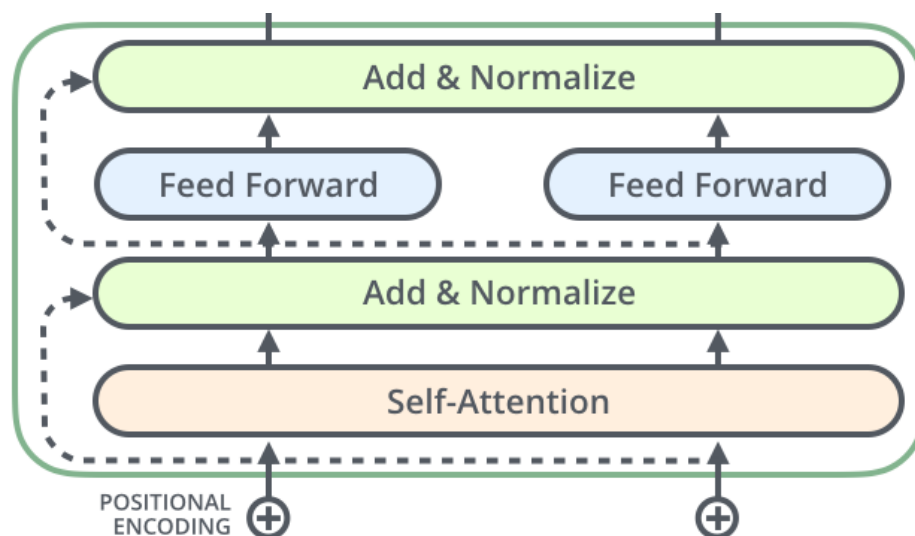 Add & Normalize
Feed Forward Feed Forward
Add & Normalize
Self-Attention
POSITIONAL
ENCODING